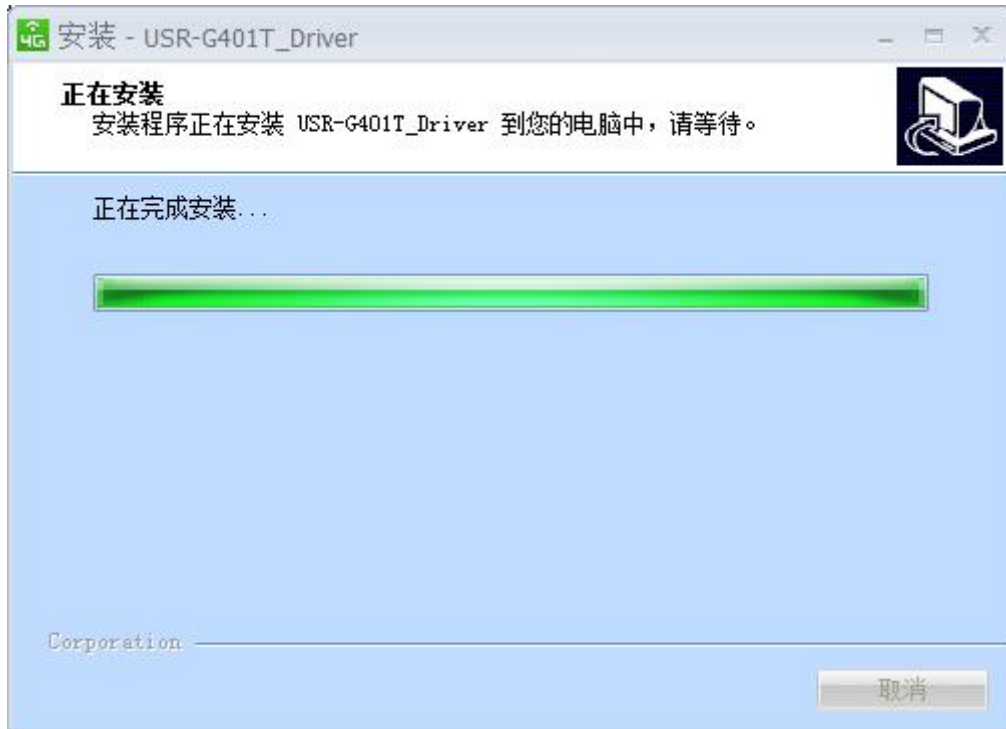 4G 安装 - USR-G401T_Driver
正在安装
安装程序正在安装 USR-G401T_Driver 到您的电脑中，请等待。
正在完成安装...
Corporation
取消